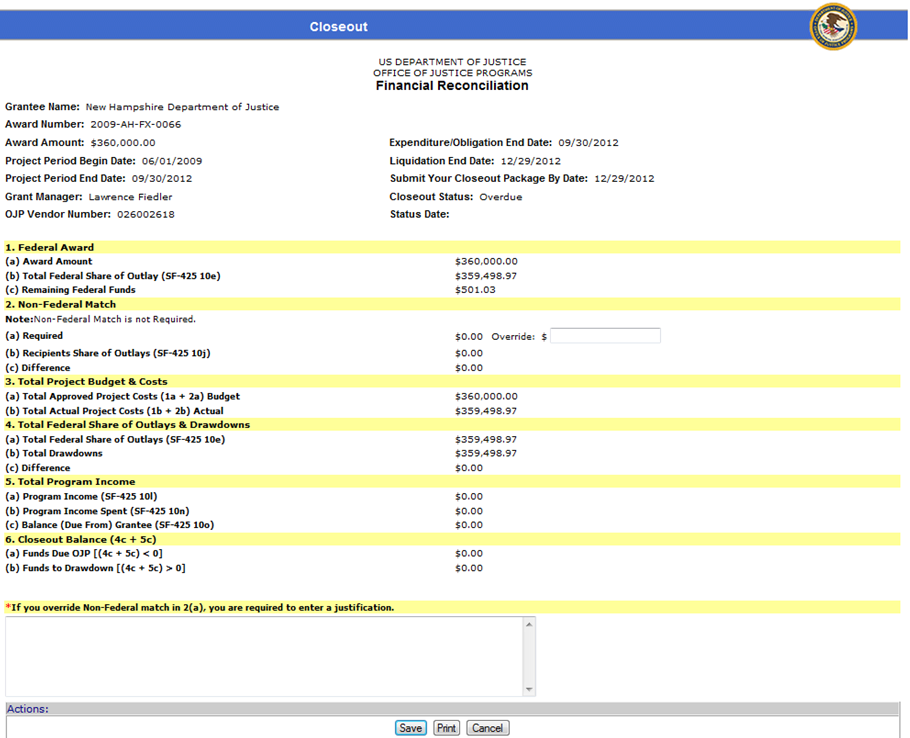 Closeout
US DEPARTMENT OF JUSTICE
OFFICE OF JUSTICE PROGRAMS
Financial Reconciliation
Grantee Name: New Hampshire Department of Justice
Award Number: 2009-AH-FX-0066
Award Amount: $360,000.00 Expenditure/Obligation End Date: 09/30/2012
Project Period Begin Date: 06/01/2009 Liquidation End Date: 12/29/2012
Project Period End Date: 09/30/2012 Submit Your Closeout Package By Date: 12/29/2012
Grant Manager: Lawrence Fiedler Closeout Status: Overdue
OJP Vendor Number: 026002618 Status Date:
1. Federal Award
(a) Award Amount $360,000.00
(b) Total Federal Share of Outlay (SF-425 10e) $359,498.97
(c) Remaining Federal Funds $501.03
2. Non-Federal Match
Note:Non-Federal Match is not Required.
(a) Required $0.00 Override: $
(b) Recipients Share of Outlays (SF-425 10j) $0.00
(c) Difference $0.00
3. Total Project Budget & Costs
(a) Total Approved Project Costs (1a + 2a) Budget $360,000.00
(b) Total Actual Project Costs (1b + 2b) Actual $359,498.97
4. Total Federal Share of Outlays & Drawdowns
(a) Total Federal Share of Outlays (SF-425 10e) $359,498.97
(b) Total Drawdowns $359,498.97
(c) Difference $0.00
5. Total Program Income
(a) Program Income (SF-425 10l) $0.00
(b) Program Income Spent (SF-425 10n) $0.00
(c) Balance (Due From) Grantee (SF-425 10o) $0.00
6. Closeout Balance (4c + 5c)
(a) Funds Due OJP [(4c + 5c) < 0] $0.00
(b) Funds to Drawdown [(4c + 5c) > 0] $0.00
*If you override Non-Federal match in 2(a), you are required to enter a justification.
Actions:
Save Print Cancel